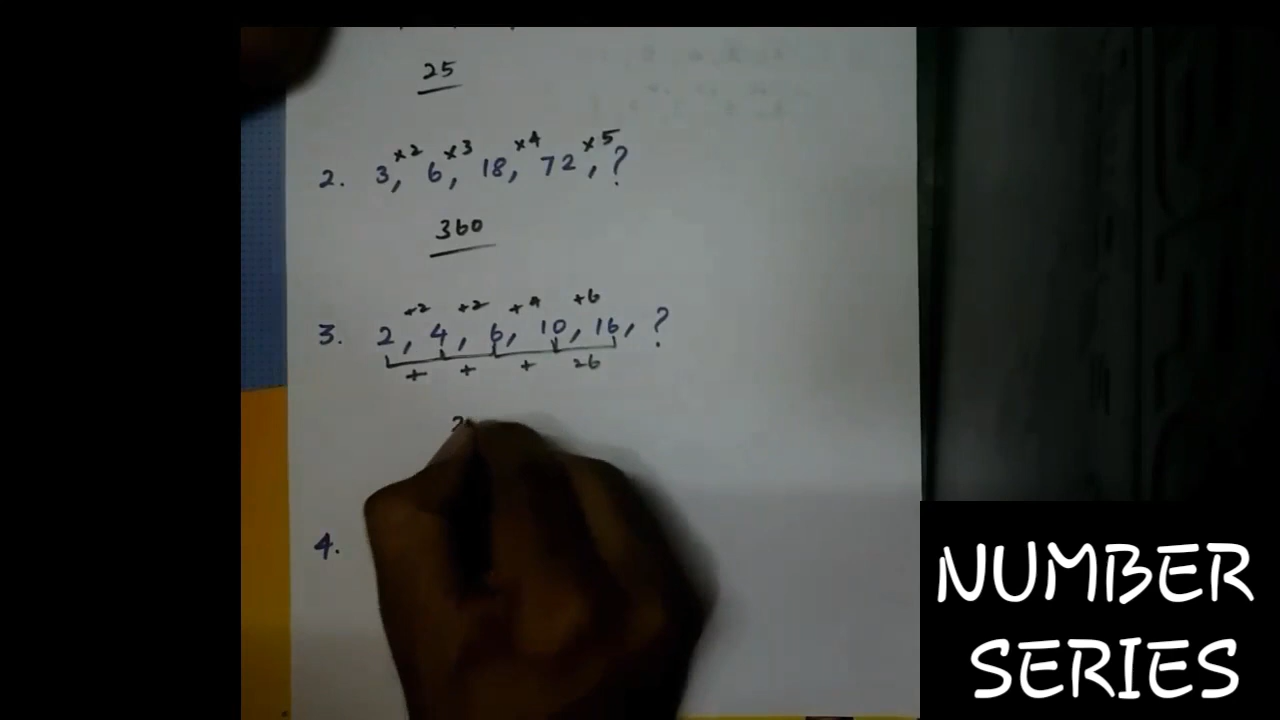 25
×2 ×3 ×4 ×5
2. 3, 6, 18, 72, ?
360
+2 +2 +4 +6
3. 2, 4, 6, 10, 16, ?
+ + + 26
2
4.
NUMBER
SERIES